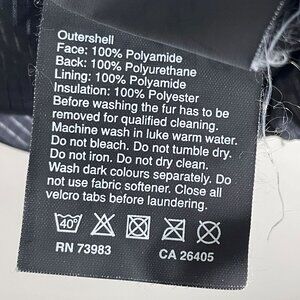 Outershell
Face: 100% Polyamide
Back: 100% Polyurethane
Lining: 100% Polyamide
Insulation: 100% Polyester
Before washing the fur has to be
removed for qualified cleaning.
Machine wash in luke warm water.
Do not bleach. Do not tumble dry.
Do not iron. Do not dry clean.
Wash dark colours separately. Do
not use fabric softener. Close all
velcro tabs before laundering.
40°
RN 73983 CA 26405